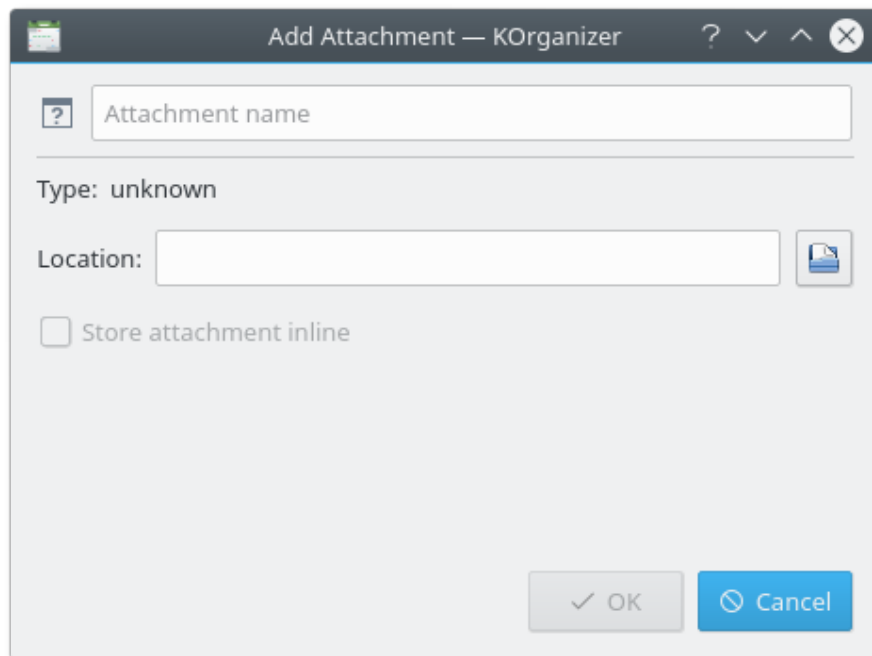 Add Attachment — KOrganizer
Attachment name
Type: unknown
Location:
Store attachment inline
OK Cancel